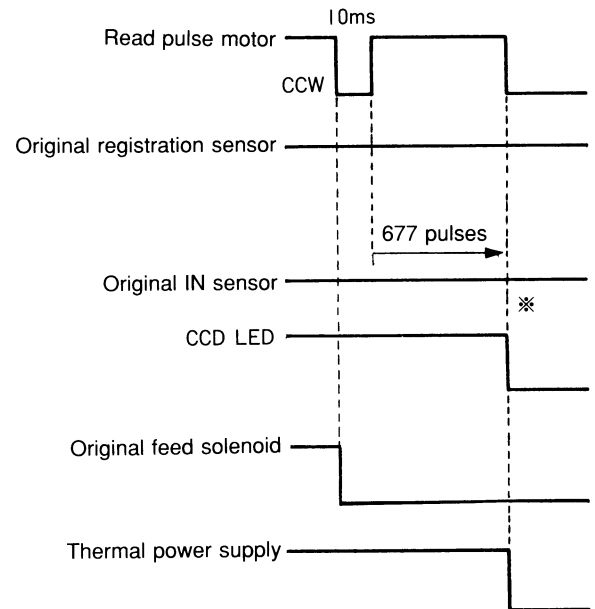 10ms
Read pulse motor
CCW
Original registration sensor
677 pulses
Original IN sensor
※
CCD LED
Original feed solenoid
Thermal power supply